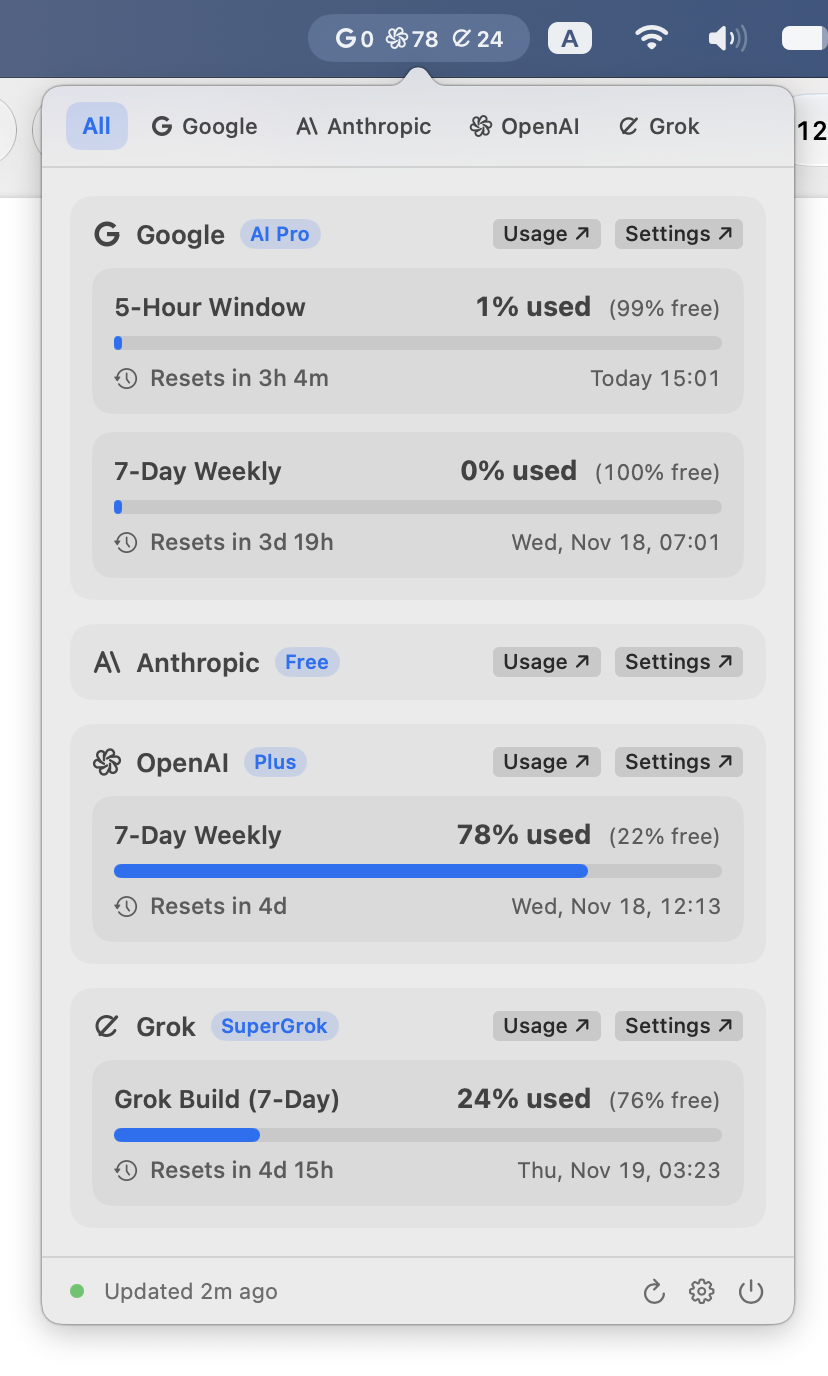 G 0 78 24 A
All Google Anthropic OpenAI Grok
12
Google AI Pro Usage ↗ Settings ↗
5-Hour Window 1% used (99% free)
Resets in 3h 4m Today 15:01
7-Day Weekly 0% used (100% free)
Resets in 3d 19h Wed, Nov 18, 07:01
Anthropic Free Usage ↗ Settings ↗
OpenAI Plus Usage ↗ Settings ↗
7-Day Weekly 78% used (22% free)
Resets in 4d Wed, Nov 18, 12:13
Grok SuperGrok Usage ↗ Settings ↗
Grok Build (7-Day) 24% used (76% free)
Resets in 4d 15h Thu, Nov 19, 03:23
Updated 2m ago